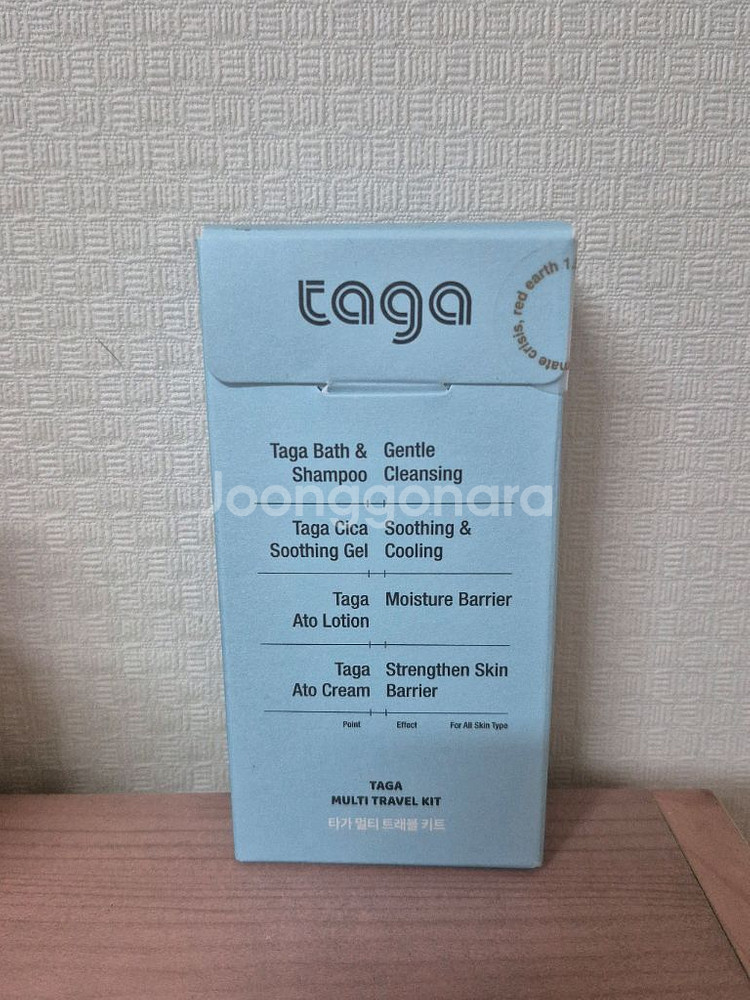 taga
mate crisis, red earth 1.
Taga Bath & Gentle
Shampoo Cleansing
Joonggonara
Taga Cica Soothing &
Soothing Gel Cooling
Taga Moisture Barrier
Ato Lotion
Taga Strengthen Skin
Ato Cream Barrier
Point Effect For All Skin Type
TAGA
MULTI TRAVEL KIT
타가 멀티 트래블 키트